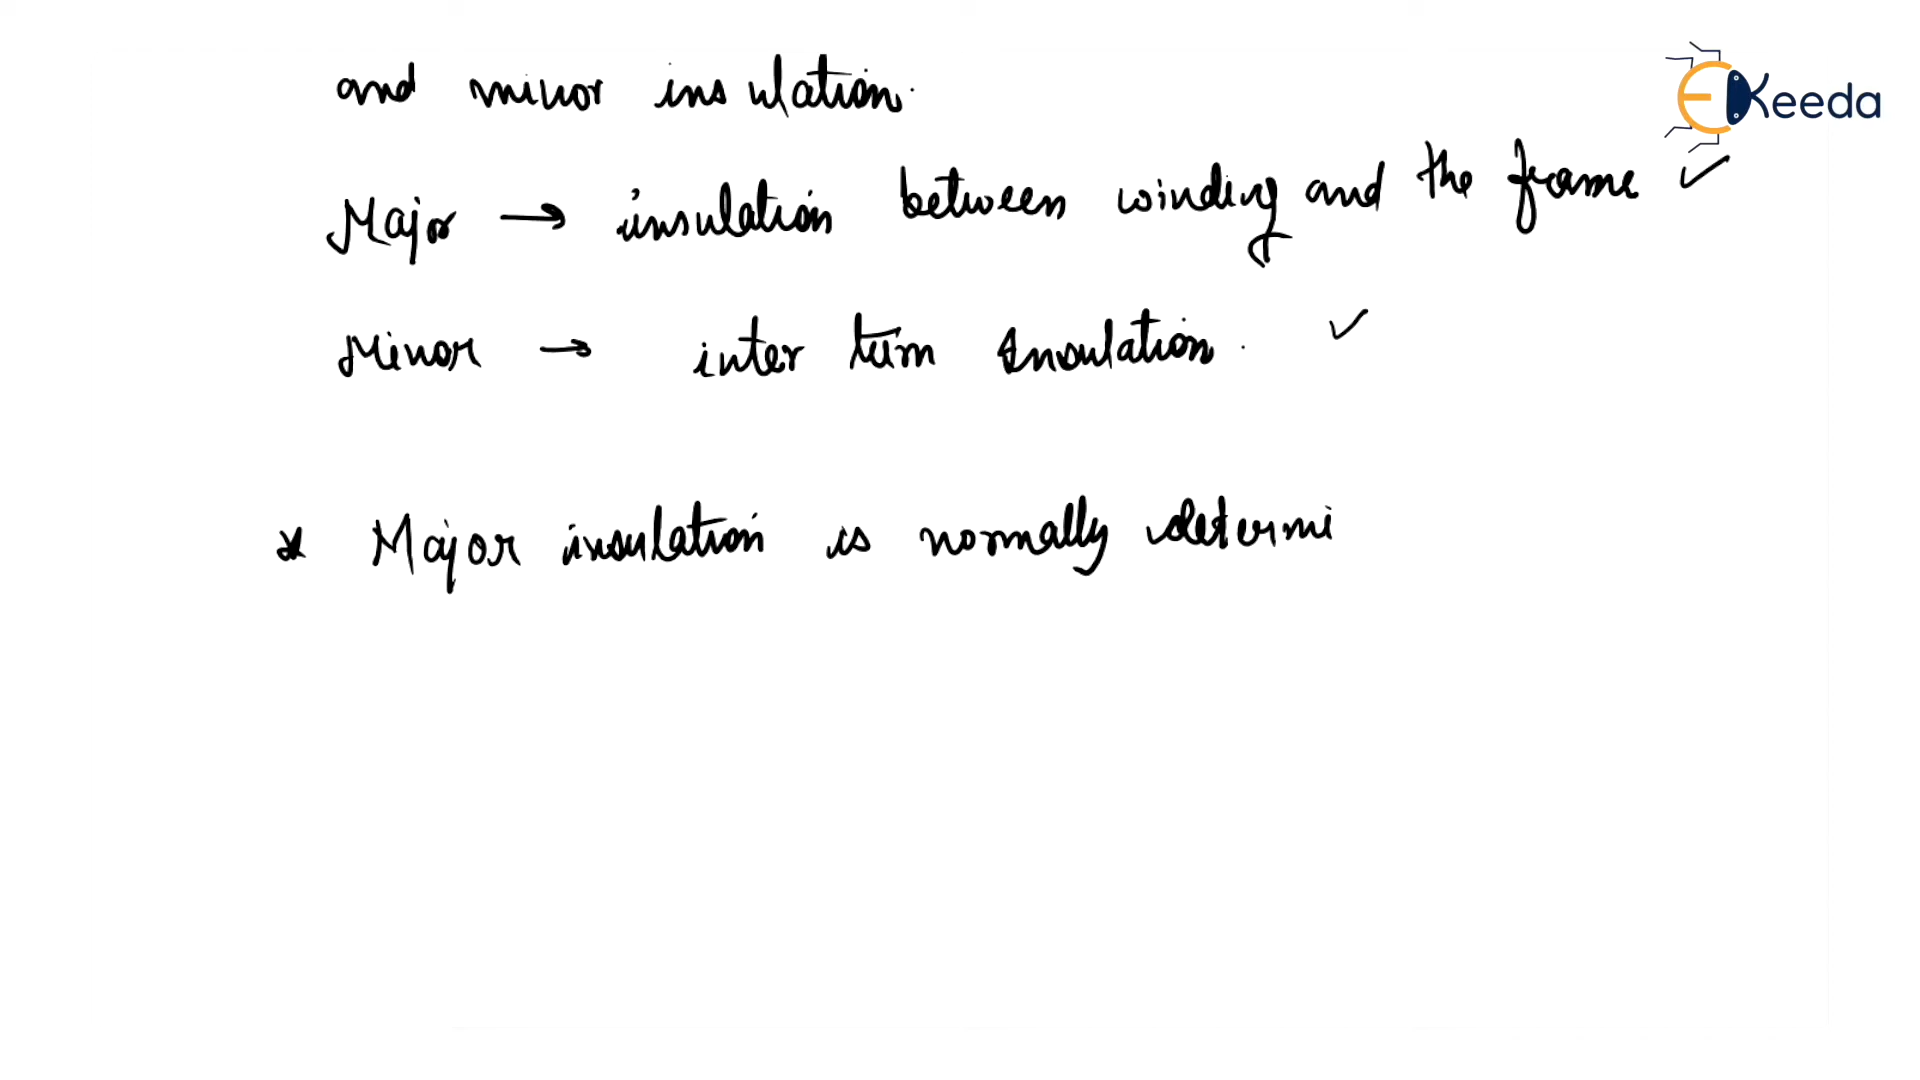 and minor insulation.
Keeda
Major → insulation between winding and the frame ✓
Minor → inter turn Insulation. ✓
* Major insulation is normally determi